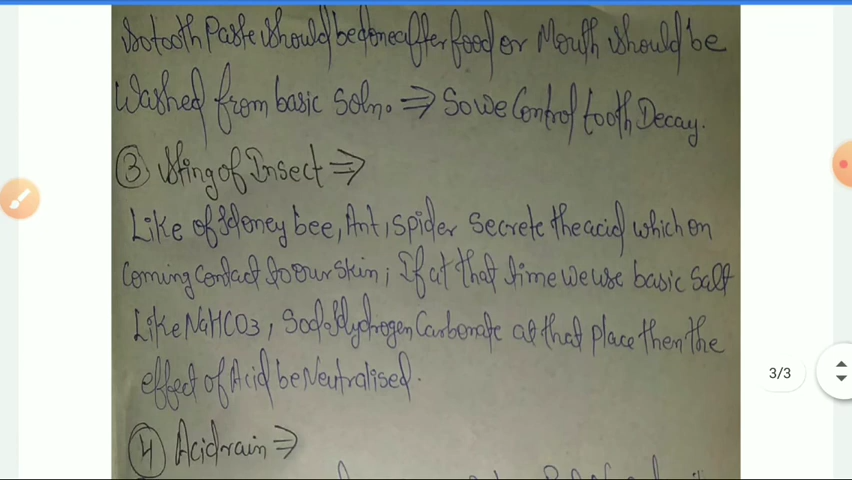 So tooth Paste should be done after food or Mouth should be
Washed from basic Soln. ⇒ So we Control tooth Decay.
③ Sting of Insect ⇒
Like of Honey bee, Ant, spider Secrete the acid which on
coming contact to our skin, If at that time we use basic Salt
Like NaHCO3, Sod. Hydrogen Carbonate at that place then the
effect of Acid be Neutralised.
3/3
④ Acid rain ⇒